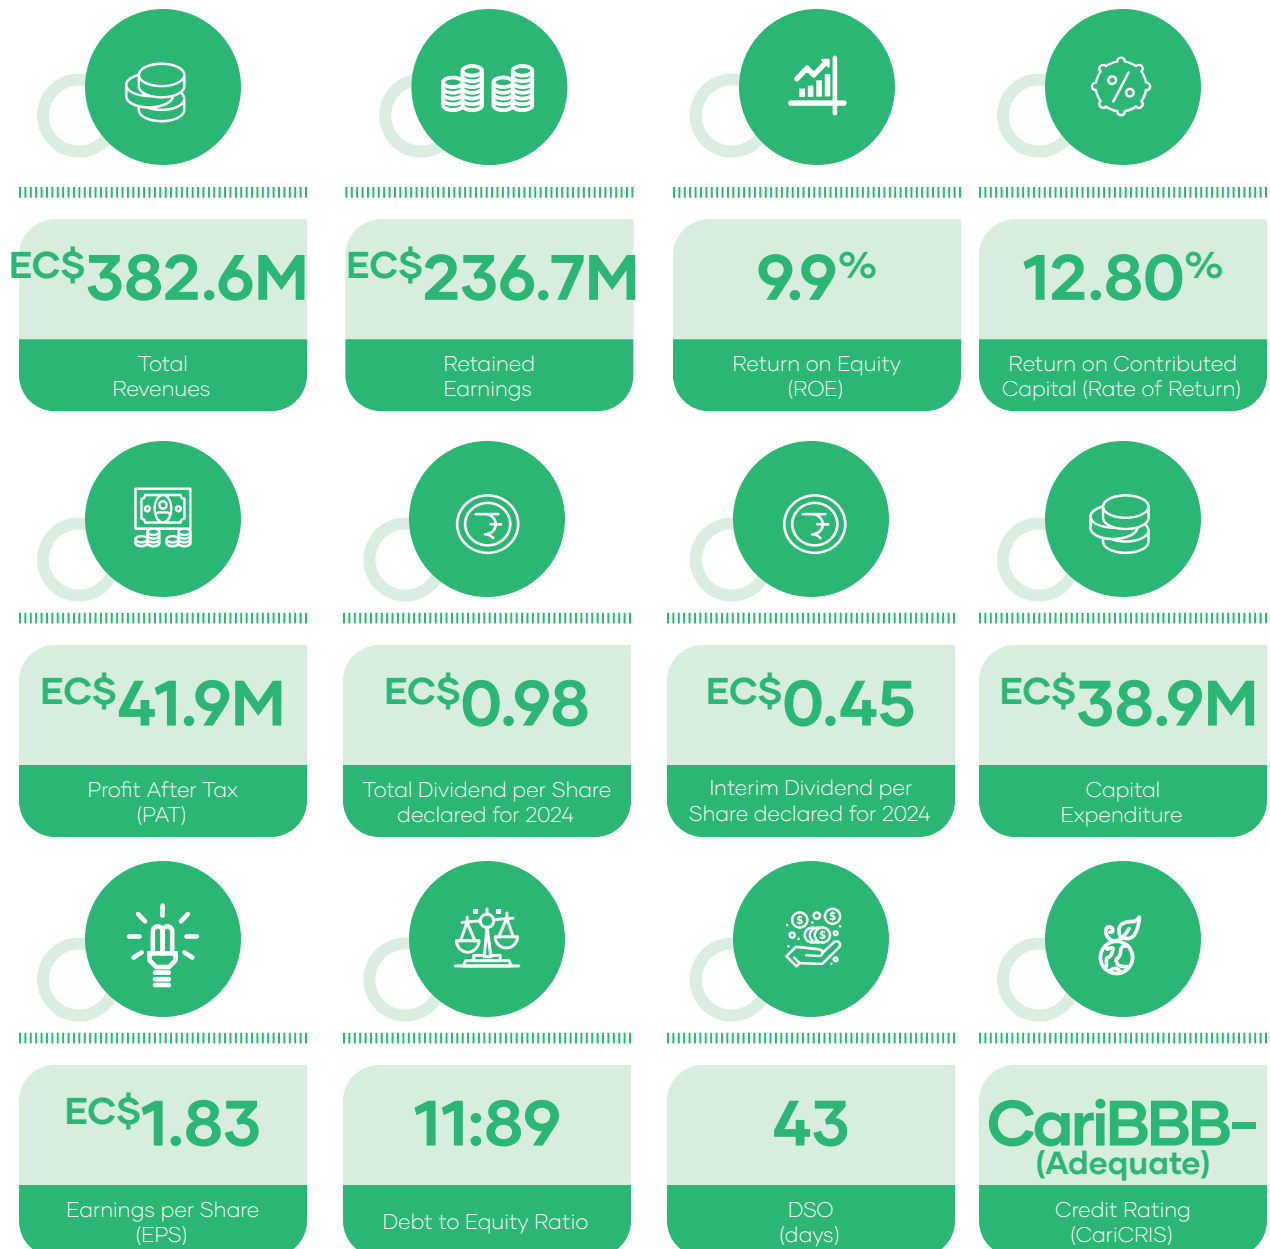 EC$382.6M
Total
Revenues
EC$236.7M
Retained
Earnings
9.9%
Return on Equity
(ROE)
12.80%
Return on Contributed
Capital (Rate of Return)
EC$41.9M
Profit After Tax
(PAT)
EC$0.98
Total Dividend per Share
declared for 2024
EC$0.45
Interim Dividend per
Share declared for 2024
EC$38.9M
Capital
Expenditure
EC$1.83
Earnings per Share
(EPS)
11:89
Debt to Equity Ratio
43
DSO
(days)
CariBBB-
(Adequate)
Credit Rating
(CariCRIS)